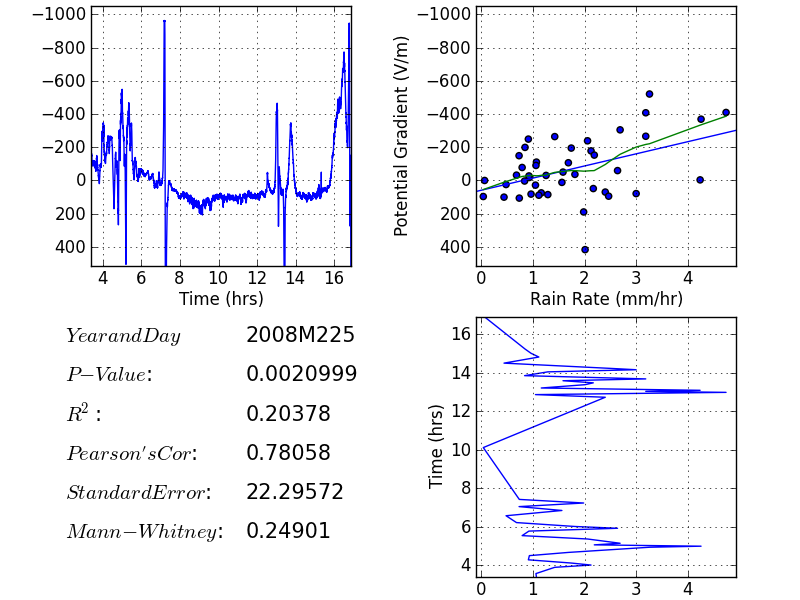 −1000
−800
−600
−400
−200
0
200
400
4 6 8 10 12 14 16
Time (hrs)
Potential Gradient (V/m)
−1000
−800
−600
−400
−200
0
200
400
0 1 2 3 4
Rain Rate (mm/hr)
YearandDay 2008M225
P−Value: 0.0020999
R²: 0.20378
Pearson'sCor: 0.78058
StandardError: 22.29572
Mann−Whitney: 0.24901
Time (hrs)
16
14
12
10
8
6
4
0 1 2 3 4